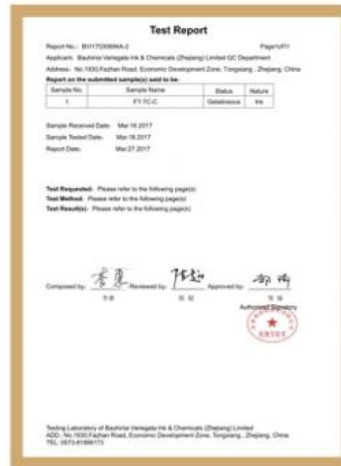 Test Report
Report No.: Page1of11
Applicant: Bauhinia Variegata Ink & Chemicals (Zhejiang) Limited QC Department
Address: No.1930,Fazhan Road, Economic Development Zone, Tongxiang , Zhejiang, China
Report on the submitted sample(s) said to be:
Sample No. Sample Name Status Nature
1 FT-TC-C Gelatineous Ink
Sample Received Date: Mar.16.2017
Sample Tested Date: Mar.18.2017
Report Date: Mar.27.2017
Test Requested: Please refer to the following page(s)
Test Method: Please refer to the following page(s)
Test Result(s): Please refer to the following page(s)
Composed by: Reviewed by: Approved by:
Authorized Signatory
Testing Laboratory of Bauhinia Variegata Ink & Chemicals (Zhejiang) Limited
ADD: No.1930,Fazhan Road, Economic Development Zone, Tongxiang , Zhejiang, China
TEL: 0573-81898173